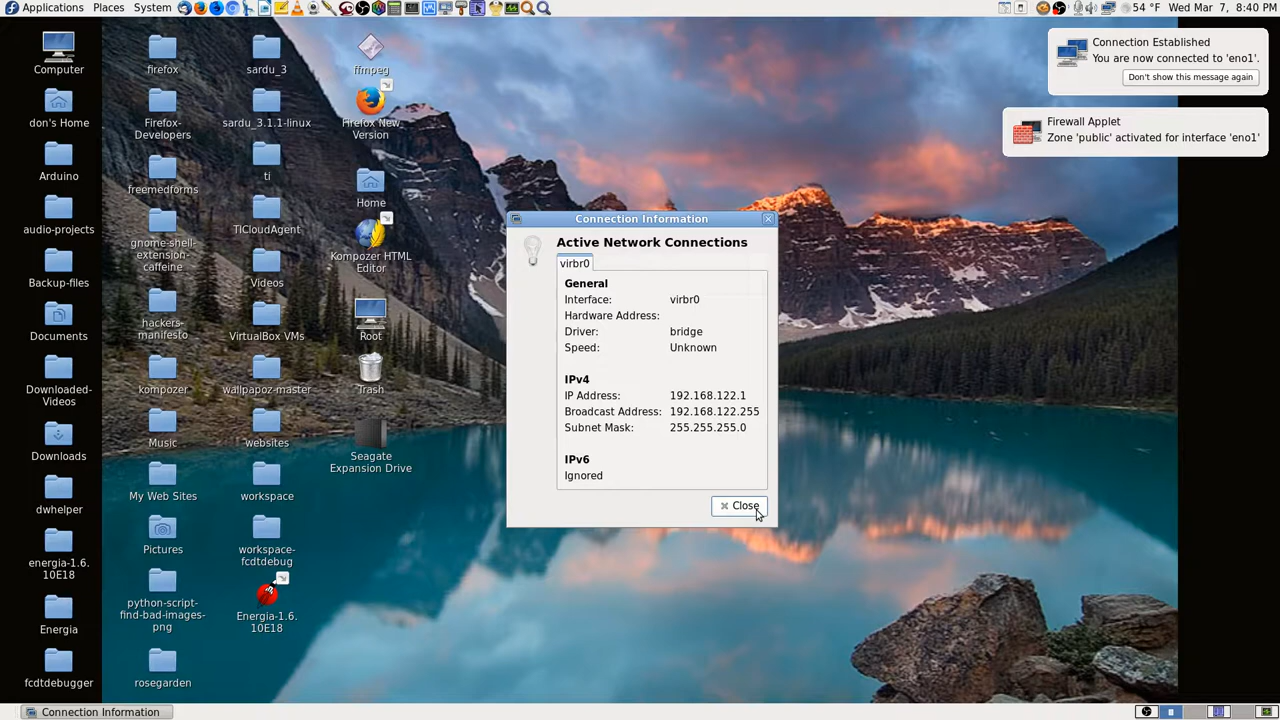 Applications Places System
54 °F Wed Mar 7, 8:40 PM
Connection Established
You are now connected to 'eno1'.
Don't show this message again
Firewall Applet
Zone 'public' activated for interface 'eno1'
Computer
don's Home
Arduino
audio-projects
Backup-files
Documents
Downloaded-
Videos
Downloads
dwhelper
energia-1.6.
10E18
Energia
fcdtdebugger
firefox
Firefox-
Developers
freemedforms
gnome-shell-
extension-
caffeine
hackers-
manifesto
kompozer
Music
My Web Sites
Pictures
python-script-
find-bad-images-
png
rosegarden
sardu_3
sardu_3.1.1-linux
ti
TICloudAgent
Videos
VirtualBox VMs
wallpapoz-master
websites
workspace
workspace-
fcdtdebug
Energia-1.6.
10E18
ffmpeg
Firefox New
Version
Home
Kompozer HTML
Editor
Root
Trash
Seagate
Expansion Drive
Connection Information
Active Network Connections
virbr0
General
Interface: virbr0
Hardware Address:
Driver: bridge
Speed: Unknown
IPv4
IP Address: 192.168.122.1
Broadcast Address: 192.168.122.255
Subnet Mask: 255.255.255.0
IPv6
Ignored
Close
Connection Information